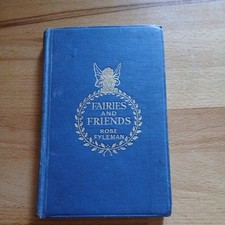 FAIRIES
AND
FRIENDS
ROSE
FYLEMAN